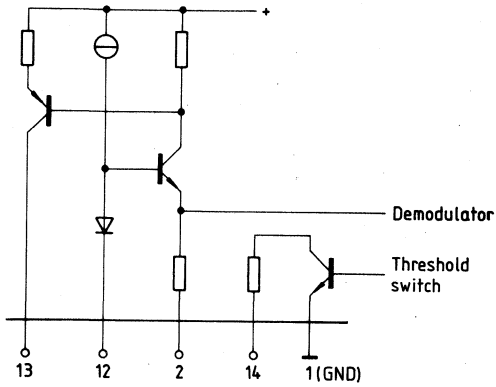 +
Demodulator
Threshold
switch
13 12 2 14 1 (GND)